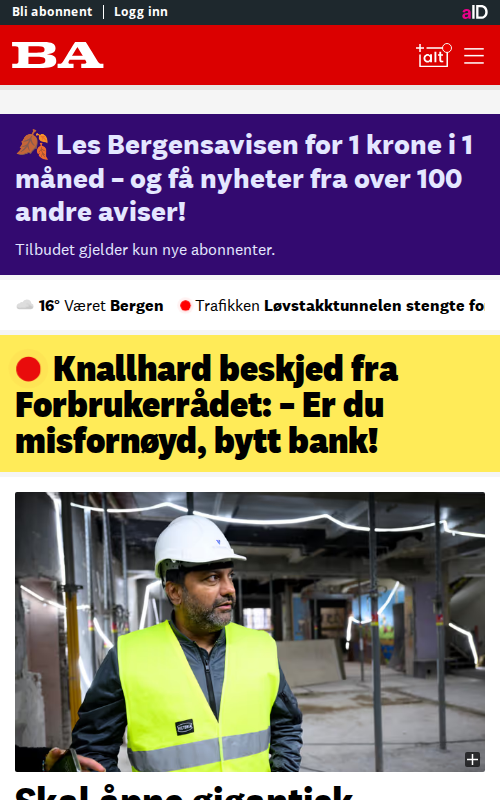 Bli abonnent Logg inn aID
BA +alt
🍂 Les Bergensavisen for 1 krone i 1
måned – og få nyheter fra over 100
andre aviser!
Tilbudet gjelder kun nye abonnenter.
16° Været Bergen Trafikken Løvstakktunnelen stengte fo
Knallhard beskjed fra
Forbrukerrådet: – Er du
misfornøyd, bytt bank!
Skal åpne gigantisk